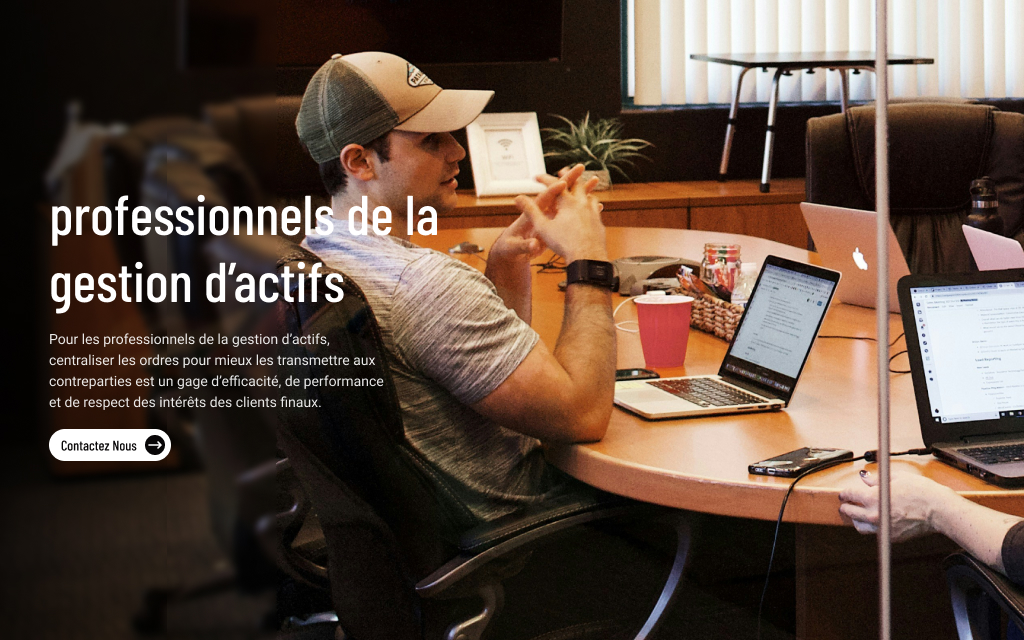 professionnels de la
gestion d’actifs
Pour les professionnels de la gestion d’actifs,
centraliser les ordres pour mieux les transmettre aux
contreparties est un gage d’efficacité, de performance
et de respect des intérêts des clients finaux.
Contactez Nous